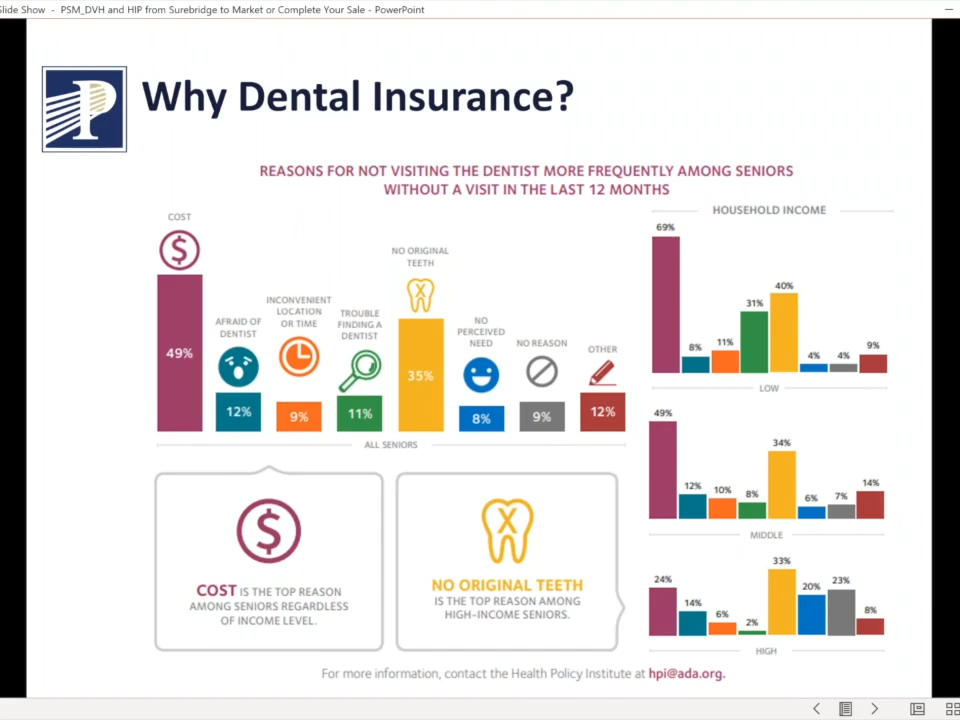 Slide Show - PSM_DVH and HIP from Surebridge to Market or Complete Your Sale - PowerPoint
P
Why Dental Insurance?
REASONS FOR NOT VISITING THE DENTIST MORE FREQUENTLY AMONG SENIORS
WITHOUT A VISIT IN THE LAST 12 MONTHS
COST
$
49%
AFRAID OF
DENTIST
12%
INCONVENIENT
LOCATION
OR TIME
9%
TROUBLE
FINDING A
DENTIST
11%
NO ORIGINAL
TEETH
X
35%
NO
PERCEIVED
NEED
8%
NO REASON
9%
OTHER
12%
ALL SENIORS
HOUSEHOLD INCOME
69%
8%
11%
31%
40%
4%
4%
9%
LOW
49%
12%
10%
8%
34%
6%
7%
14%
MIDDLE
24%
14%
6%
2%
33%
20%
23%
8%
HIGH
$
COST IS THE TOP REASON
AMONG SENIORS REGARDLESS
OF INCOME LEVEL.
X
NO ORIGINAL TEETH
IS THE TOP REASON AMONG
HIGH-INCOME SENIORS.
For more information, contact the Health Policy Institute at hpi@ada.org.